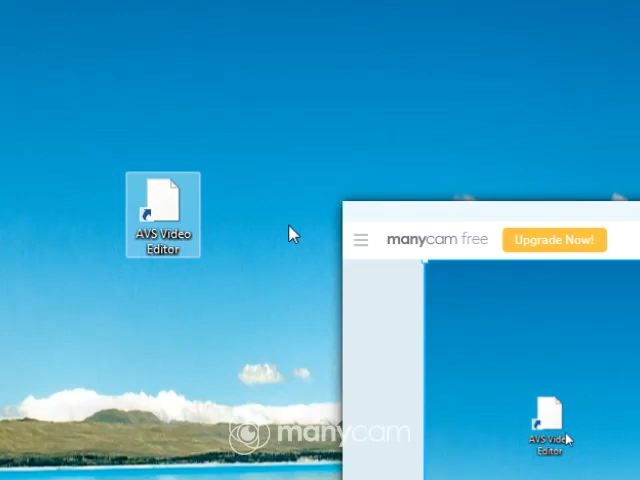 AVS Video
Editor
manycam free
Upgrade Now!
AVS Video
Editor
manycam